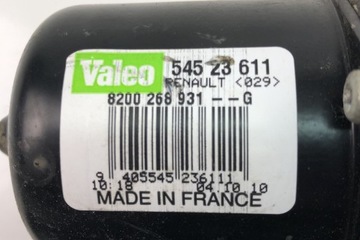 Valeo 545 23 611
RENAULT <029>
8200 268 931 -- G
9 405545 236111
10:18 04.10.10
MADE IN FRANCE